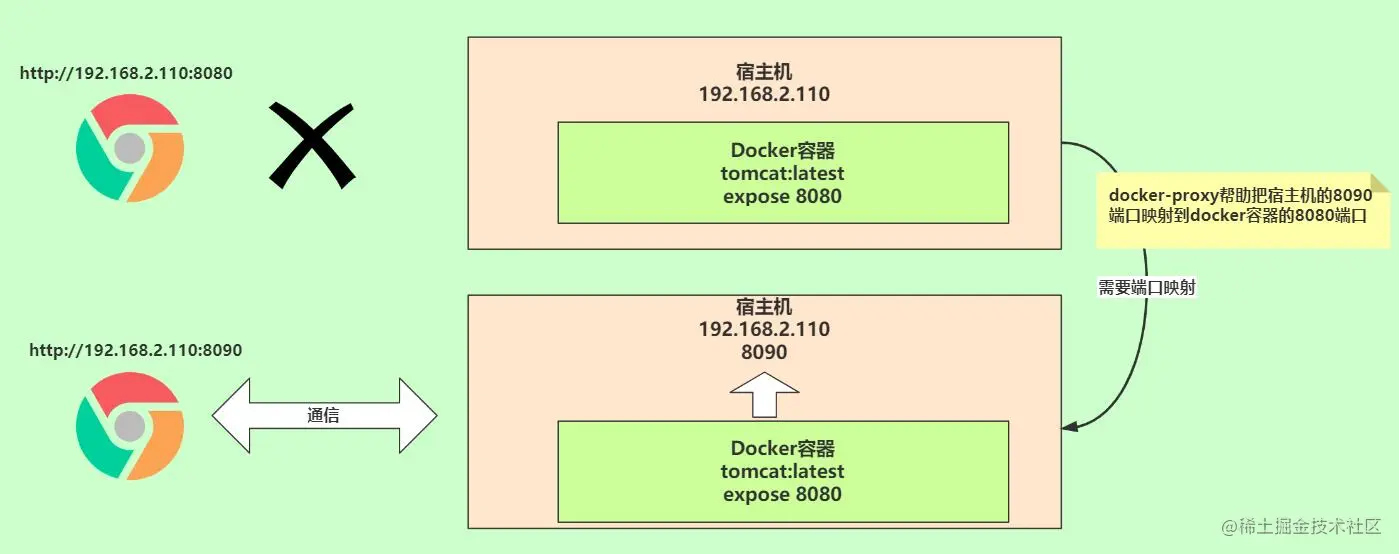 http://192.168.2.110:8080
宿主机
192.168.2.110
Docker容器
tomcat:latest
expose 8080
docker-proxy帮助把宿主机的8090
端口映射到docker容器的8080端口
需要端口映射
http://192.168.2.110:8090
通信
宿主机
192.168.2.110
8090
Docker容器
tomcat:latest
expose 8080
@稀土掘金技术社区